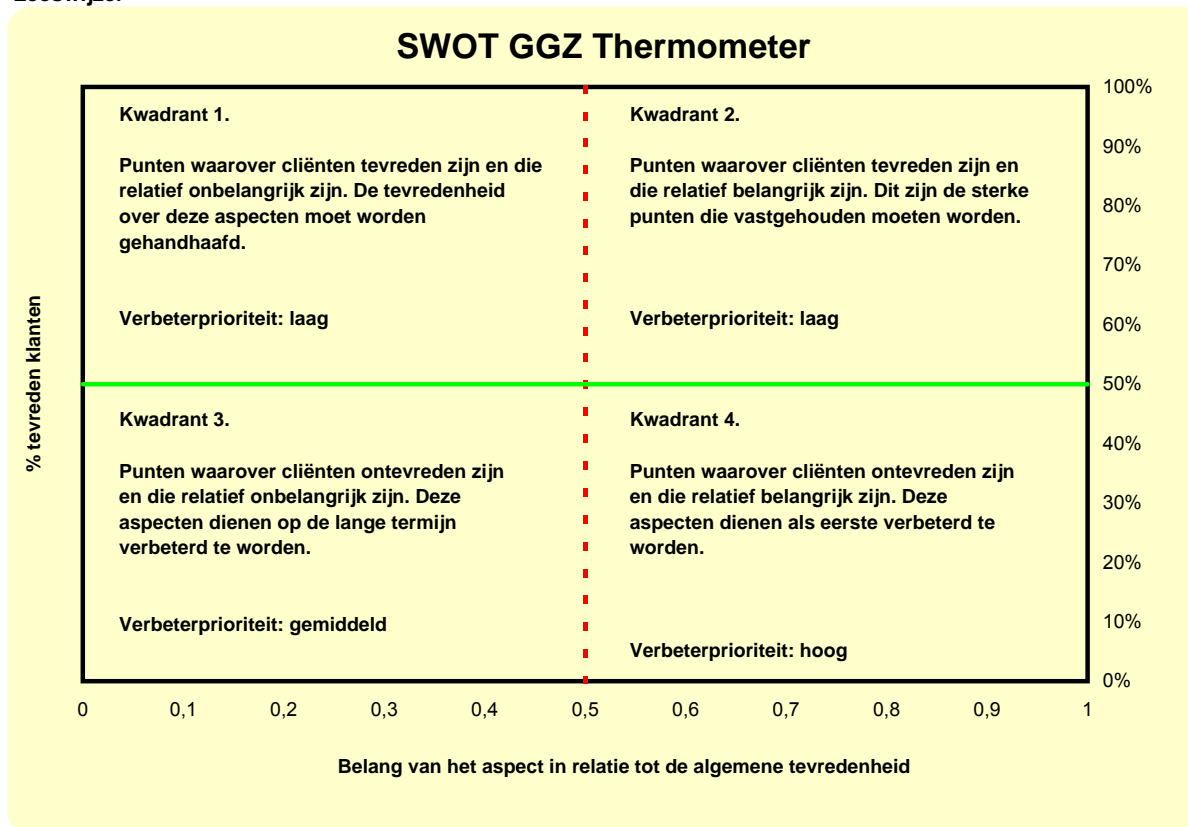 SWOT GGZ Thermometer
Kwadrant 1.
Punten waarover cliënten tevreden zijn en die
relatief onbelangrijk zijn. De tevredenheid
over deze aspecten moet worden
gehandhaafd.
Verbeterprioriteit: laag
Kwadrant 2.
Punten waarover cliënten tevreden zijn en
die relatief belangrijk zijn. Dit zijn de sterke
punten die vastgehouden moeten worden.
Verbeterprioriteit: laag
Kwadrant 3.
Punten waarover cliënten ontevreden zijn
en die relatief onbelangrijk zijn. Deze
aspecten dienen op de lange termijn
verbeterd te worden.
Verbeterprioriteit: gemiddeld
Kwadrant 4.
Punten waarover cliënten ontevreden zijn
en die relatief belangrijk zijn. Deze
aspecten dienen als eerste verbeterd te
worden.
Verbeterprioriteit: hoog
% tevreden klanten
100%
90%
80%
70%
60%
50%
40%
30%
20%
10%
0%
0 0,1 0,2 0,3 0,4 0,5 0,6 0,7 0,8 0,9 1
Belang van het aspect in relatie tot de algemene tevredenheid